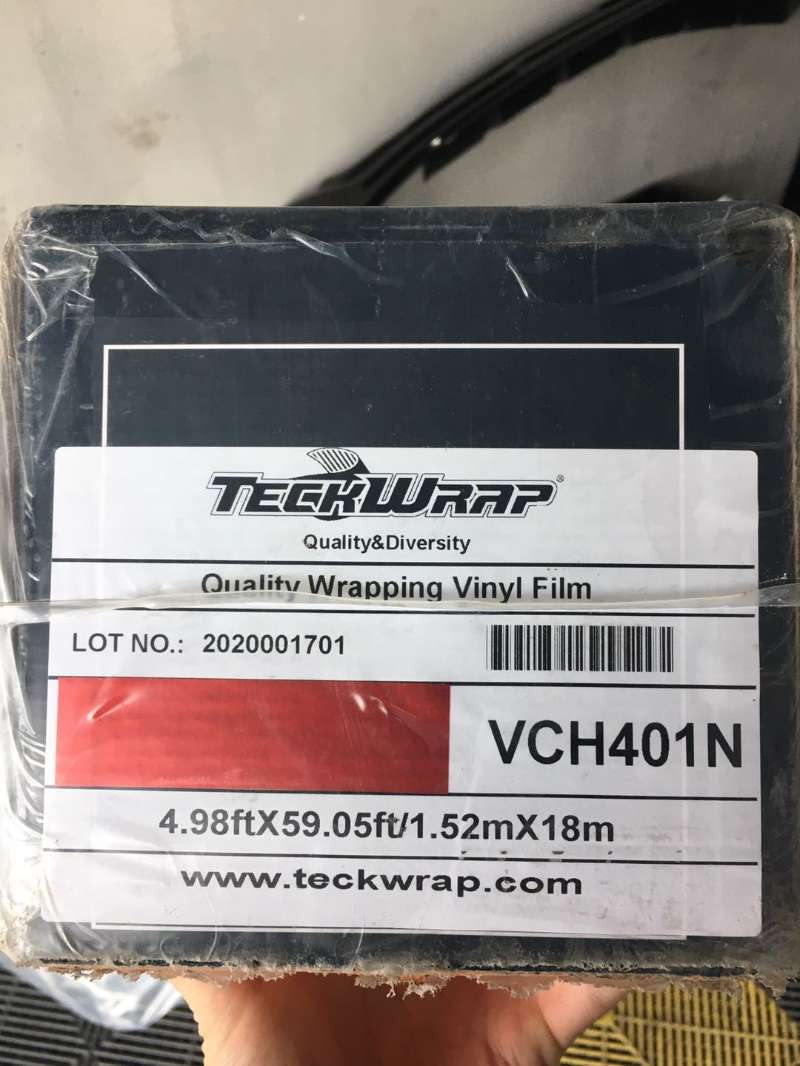 TECKWRAP®
Quality&Diversity
Quality Wrapping Vinyl Film
LOT NO.: 2020001701
VCH401N
4.98ftX59.05ft/1.52mX18m
www.teckwrap.com